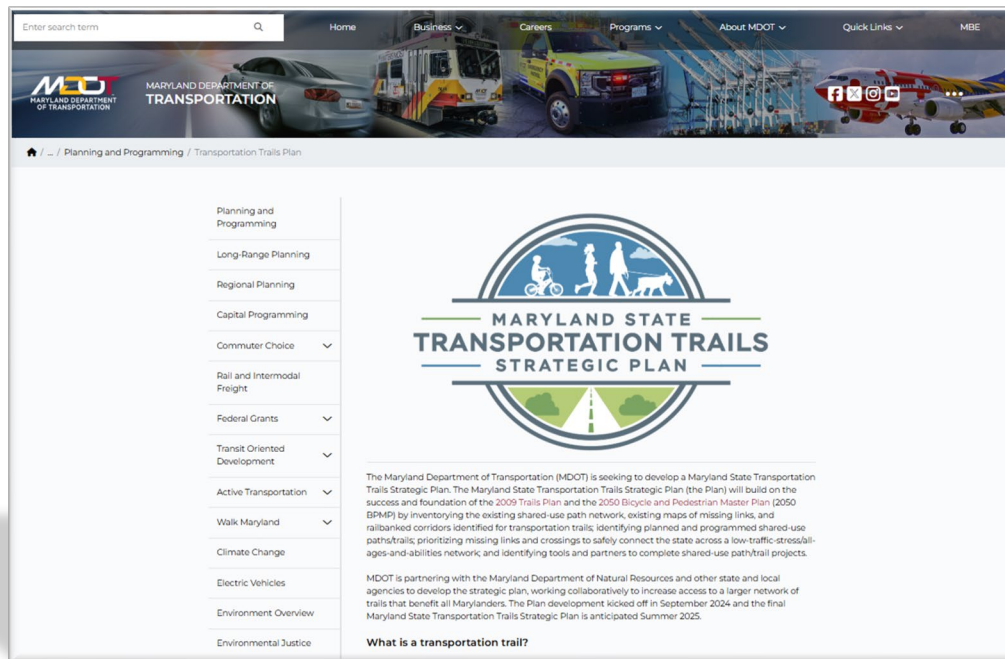 Enter search term
Home
Business
Careers
Programs
About MDOT
Quick Links
MBE
MDOT
MARYLAND DEPARTMENT
OF TRANSPORTATION
MARYLAND DEPARTMENT OF
TRANSPORTATION
/ ... / Planning and Programming / Transportation Trails Plan
Planning and
Programming
Long-Range Planning
Regional Planning
Capital Programming
Commuter Choice
Rail and Intermodal
Freight
Federal Grants
Transit Oriented
Development
Active Transportation
Walk Maryland
Climate Change
Electric Vehicles
Environment Overview
Environmental Justice
MARYLAND STATE
TRANSPORTATION TRAILS
STRATEGIC PLAN
The Maryland Department of Transportation (MDOT) is seeking to develop a Maryland State Transportation
Trails Strategic Plan. The Maryland State Transportation Trails Strategic Plan (the Plan) will build on the
success and foundation of the 2009 Trails Plan and the 2050 Bicycle and Pedestrian Master Plan (2050
BPMP) by inventorying the existing shared-use path network, existing maps of missing links, and
railbanked corridors identified for transportation trails; identifying planned and programmed shared-use
paths/trails; prioritizing missing links and crossings to safely connect the state across a low-traffic-stress/all-
ages-and-abilities network; and identifying tools and partners to complete shared-use path/trail projects.
MDOT is partnering with the Maryland Department of Natural Resources and other state and local
agencies to develop the strategic plan, working collaboratively to increase access to a larger network of
trails that benefit all Marylanders. The Plan development kicked off in September 2024 and the final
Maryland State Transportation Trails Strategic Plan is anticipated Summer 2025.
What is a transportation trail?